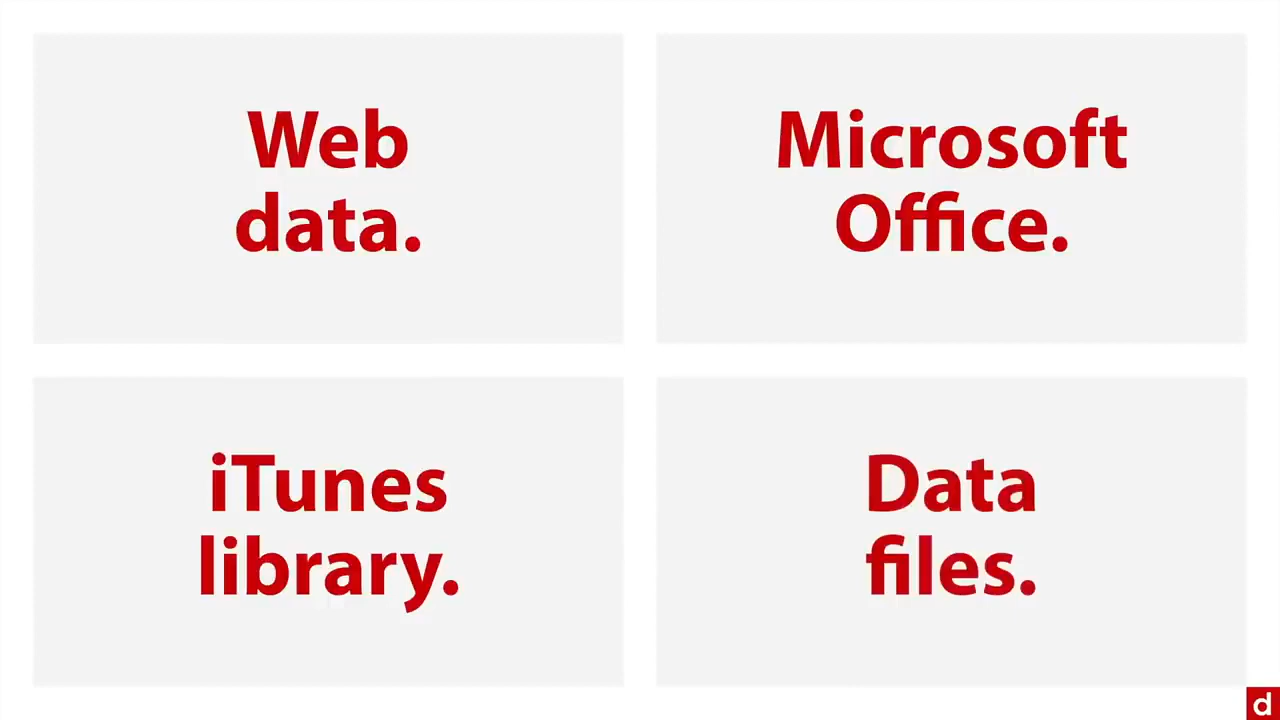 Web
data.
Microsoft
Office.
iTunes
library.
Data
files.
d